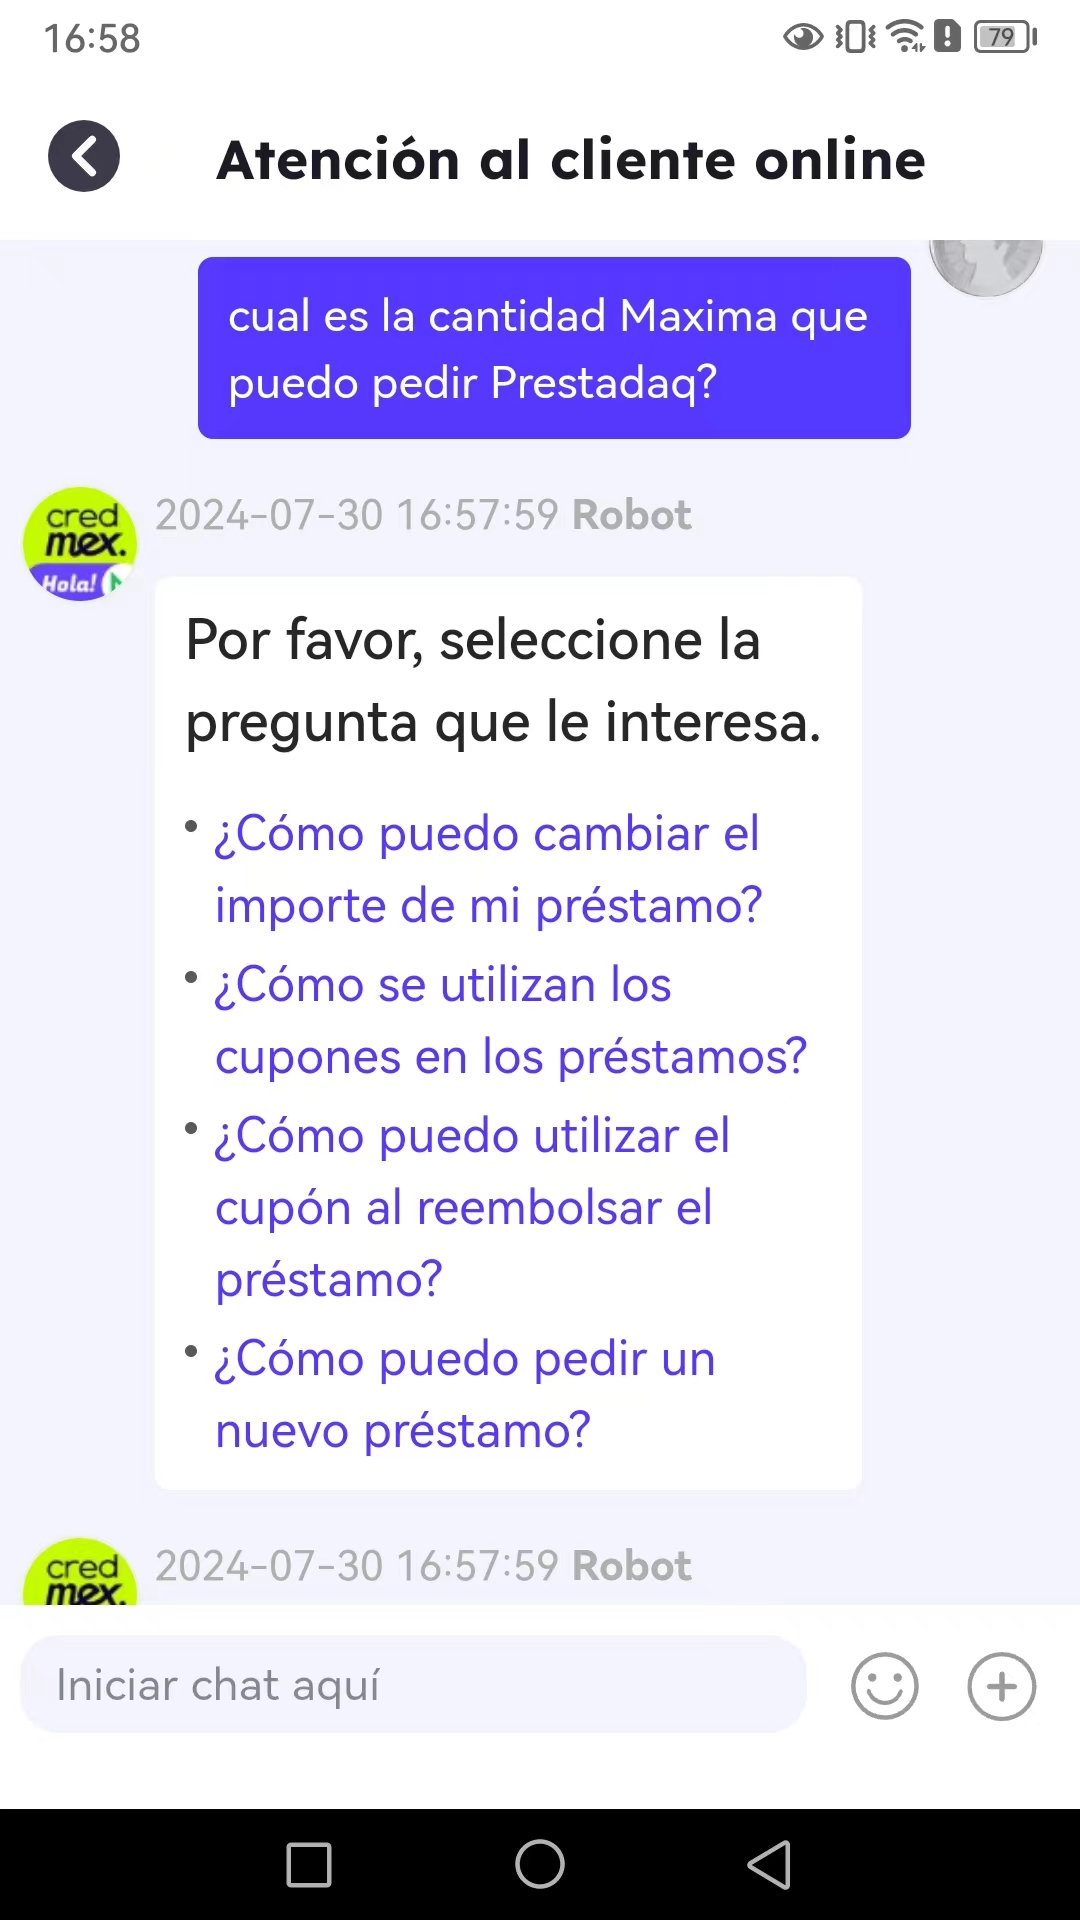 16:58
79
Atención al cliente online
cual es la cantidad Maxima que
puedo pedir Prestadaq?
cred
mex.
Hola!
2024-07-30 16:57:59 Robot
Por favor, seleccione la
pregunta que le interesa.
• ¿Cómo puedo cambiar el
importe de mi préstamo?
• ¿Cómo se utilizan los
cupones en los préstamos?
• ¿Cómo puedo utilizar el
cupón al reembolsar el
préstamo?
• ¿Cómo puedo pedir un
nuevo préstamo?
cred
mex.
2024-07-30 16:57:59 Robot
Iniciar chat aquí